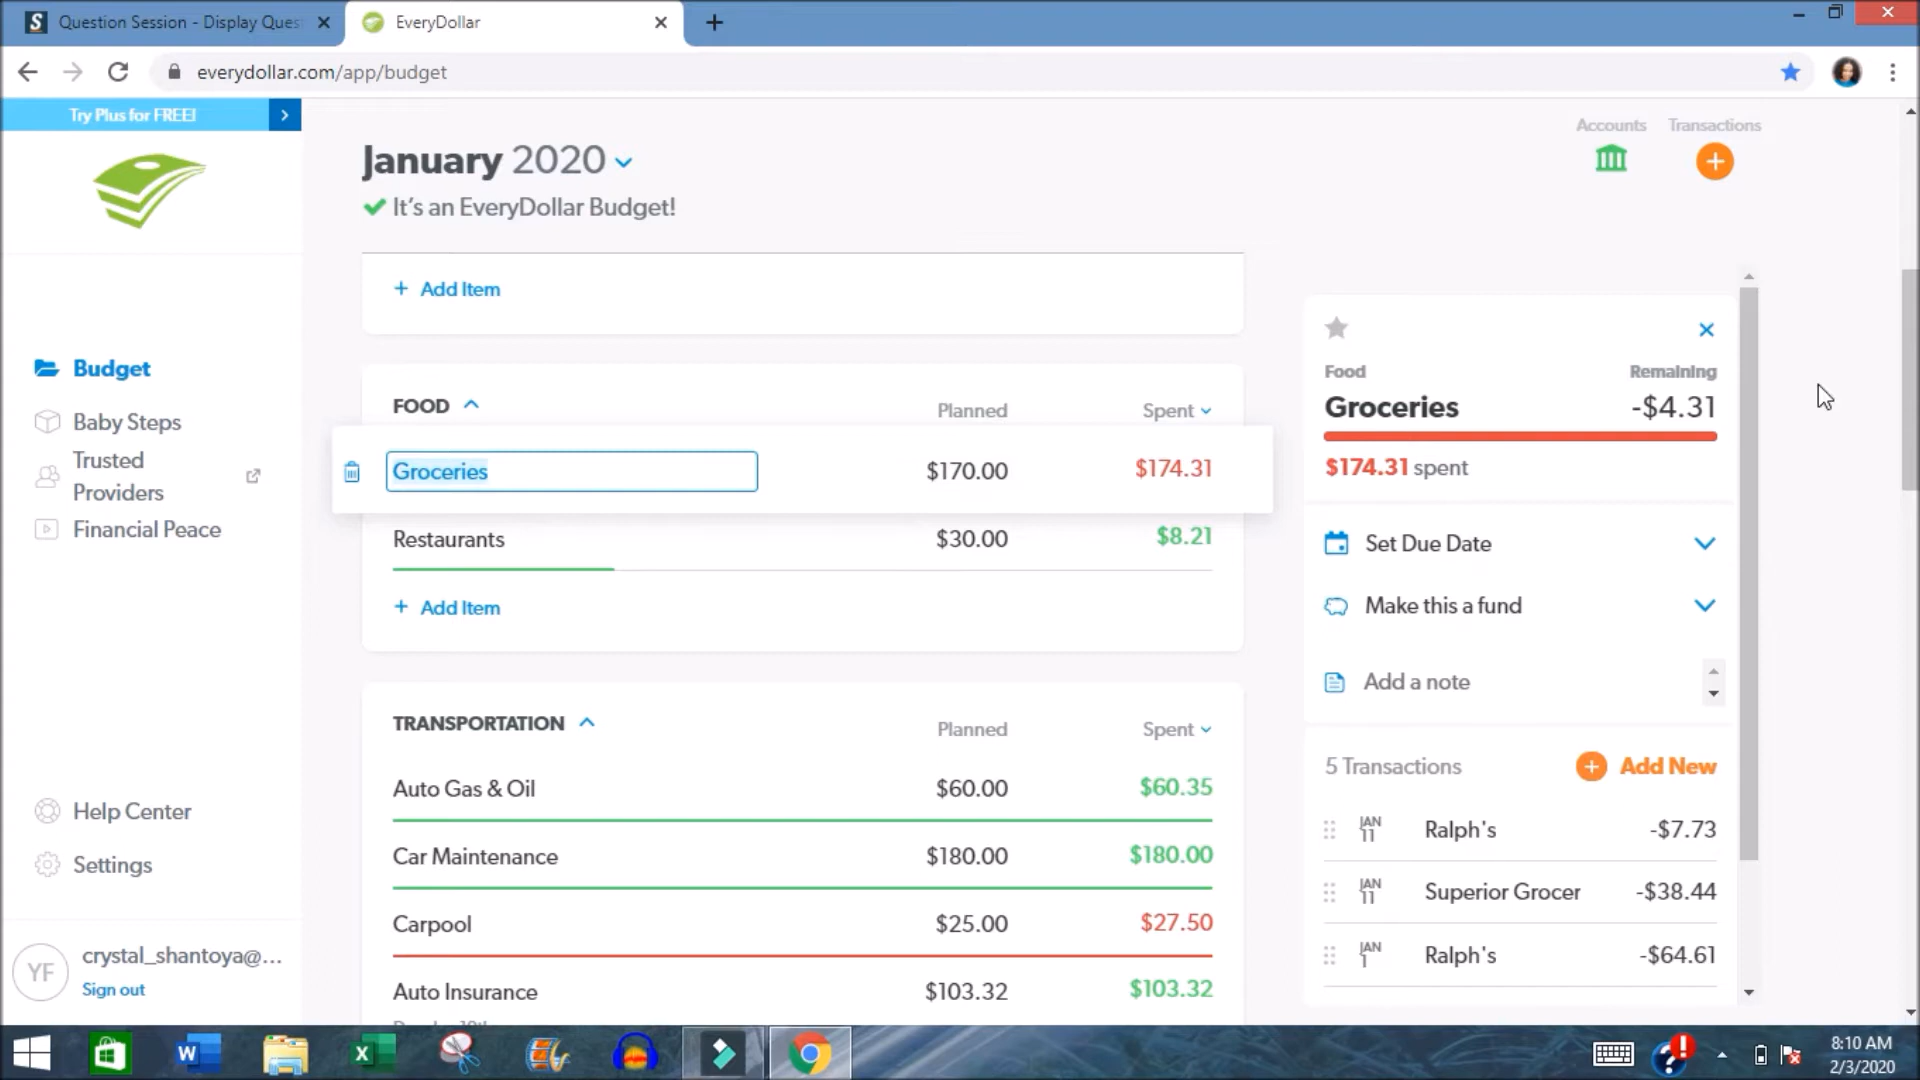 Question Session - Display Ques
EveryDollar
everydollar.com/app/budget
Try Plus for FREE!
January 2020
It's an EveryDollar Budget!
Accounts
Transactions
+ Add Item
Budget
Baby Steps
Trusted
Providers
Financial Peace
Help Center
Settings
YF
crystal_shantoya@...
Sign out
FOOD
Planned
Spent
Groceries
$170.00
$174.31
Restaurants
$30.00
$8.21
+ Add Item
TRANSPORTATION
Planned
Spent
Auto Gas & Oil
$60.00
$60.35
Car Maintenance
$180.00
$180.00
Carpool
$25.00
$27.50
Auto Insurance
$103.32
$103.32
Food
Remaining
Groceries
-$4.31
$174.31 spent
Set Due Date
Make this a fund
Add a note
5 Transactions
+ Add New
JAN
11
Ralph's
-$7.73
JAN
11
Superior Grocer
-$38.44
JAN
1
Ralph's
-$64.61
8:10 AM
2/3/2020